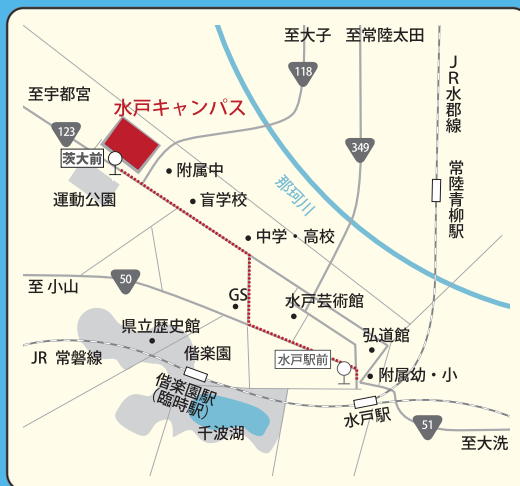 至大子
至常陸太田
JR水郡線
118
至宇都宮
水戸キャンパス
123
349
茨大前
附属中
常陸青柳駅
運動公園
盲学校
那珂川
中学・高校
50
至 小山
GS
水戸芸術館
県立歴史館
弘道館
JR 常磐線
偕楽園
水戸駅前
附属幼・小
偕楽園駅
(臨時駅)
水戸駅
千波湖
51
至大洗